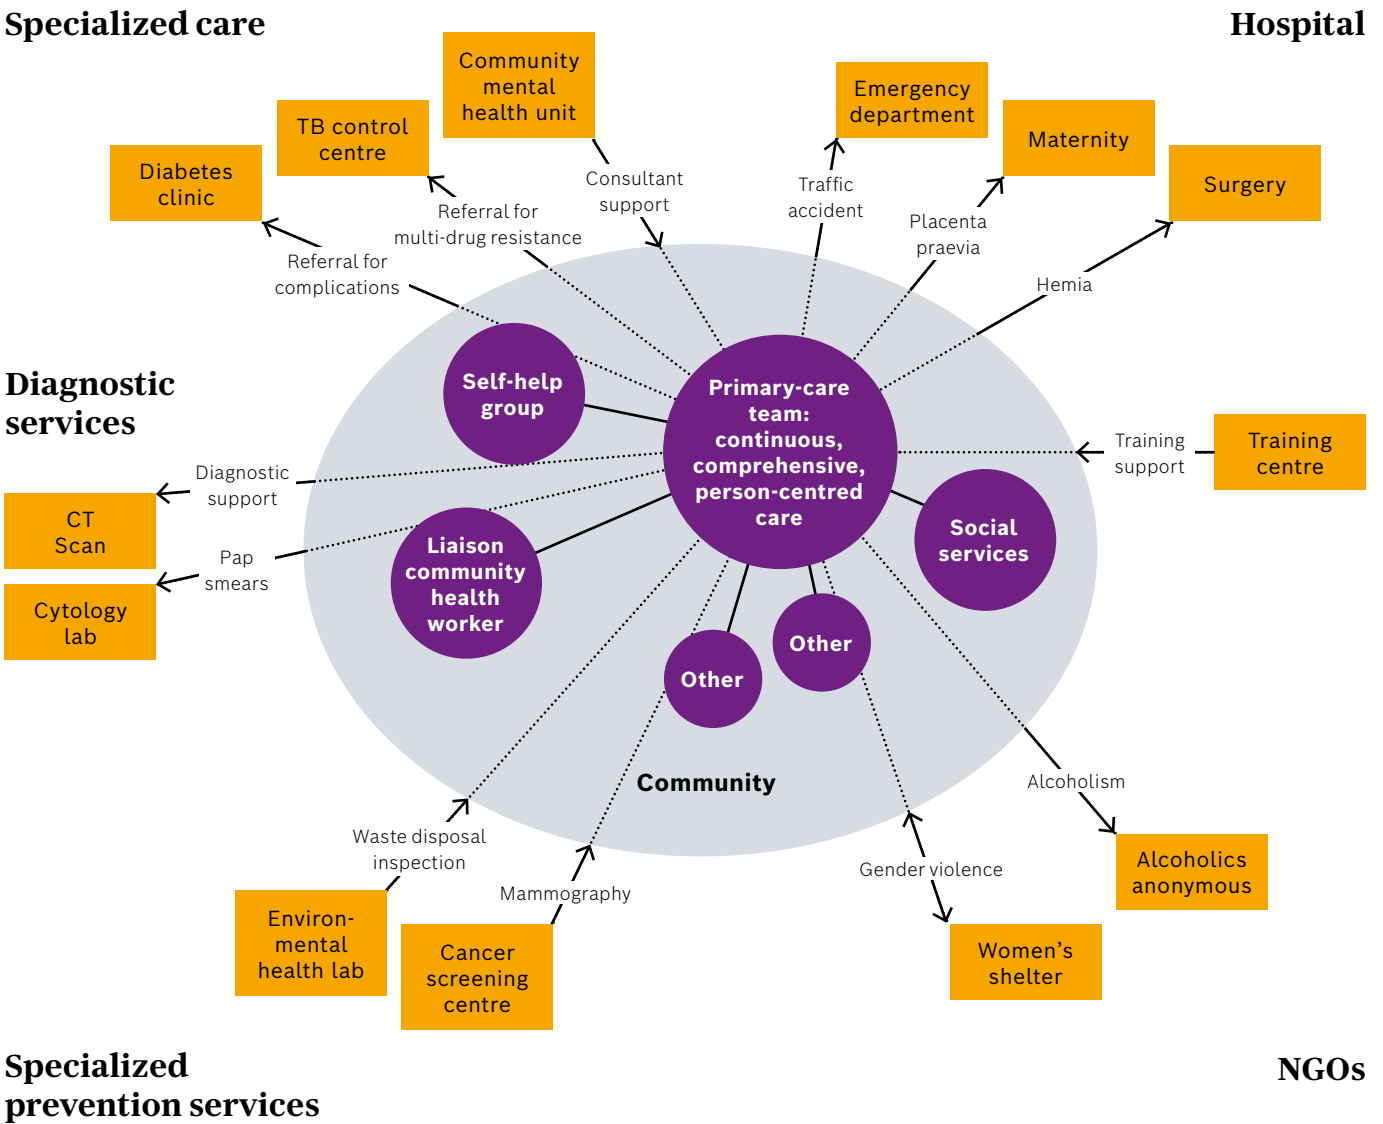 Specialized care
Hospital
Community
mental
health unit
Emergency
department
TB control
centre
Maternity
Diabetes
clinic
Surgery
Consultant
support
Traffic
accident
Referral for
multi-drug resistance
Placenta
praevia
Referral for
complications
Hemia
Diagnostic
services
Self-help
group
Primary-care
team:
continuous,
comprehensive,
person-centred
care
Training
support
Training
centre
Diagnostic
support
CT
Scan
Social
services
Liaison
community
health
worker
Pap
smears
Cytology
lab
Other
Other
Community
Alcoholism
Waste disposal
inspection
Mammography
Gender violence
Alcoholics
anonymous
Environ-
mental
health lab
Cancer
screening
centre
Women’s
shelter
Specialized
prevention services
NGOs